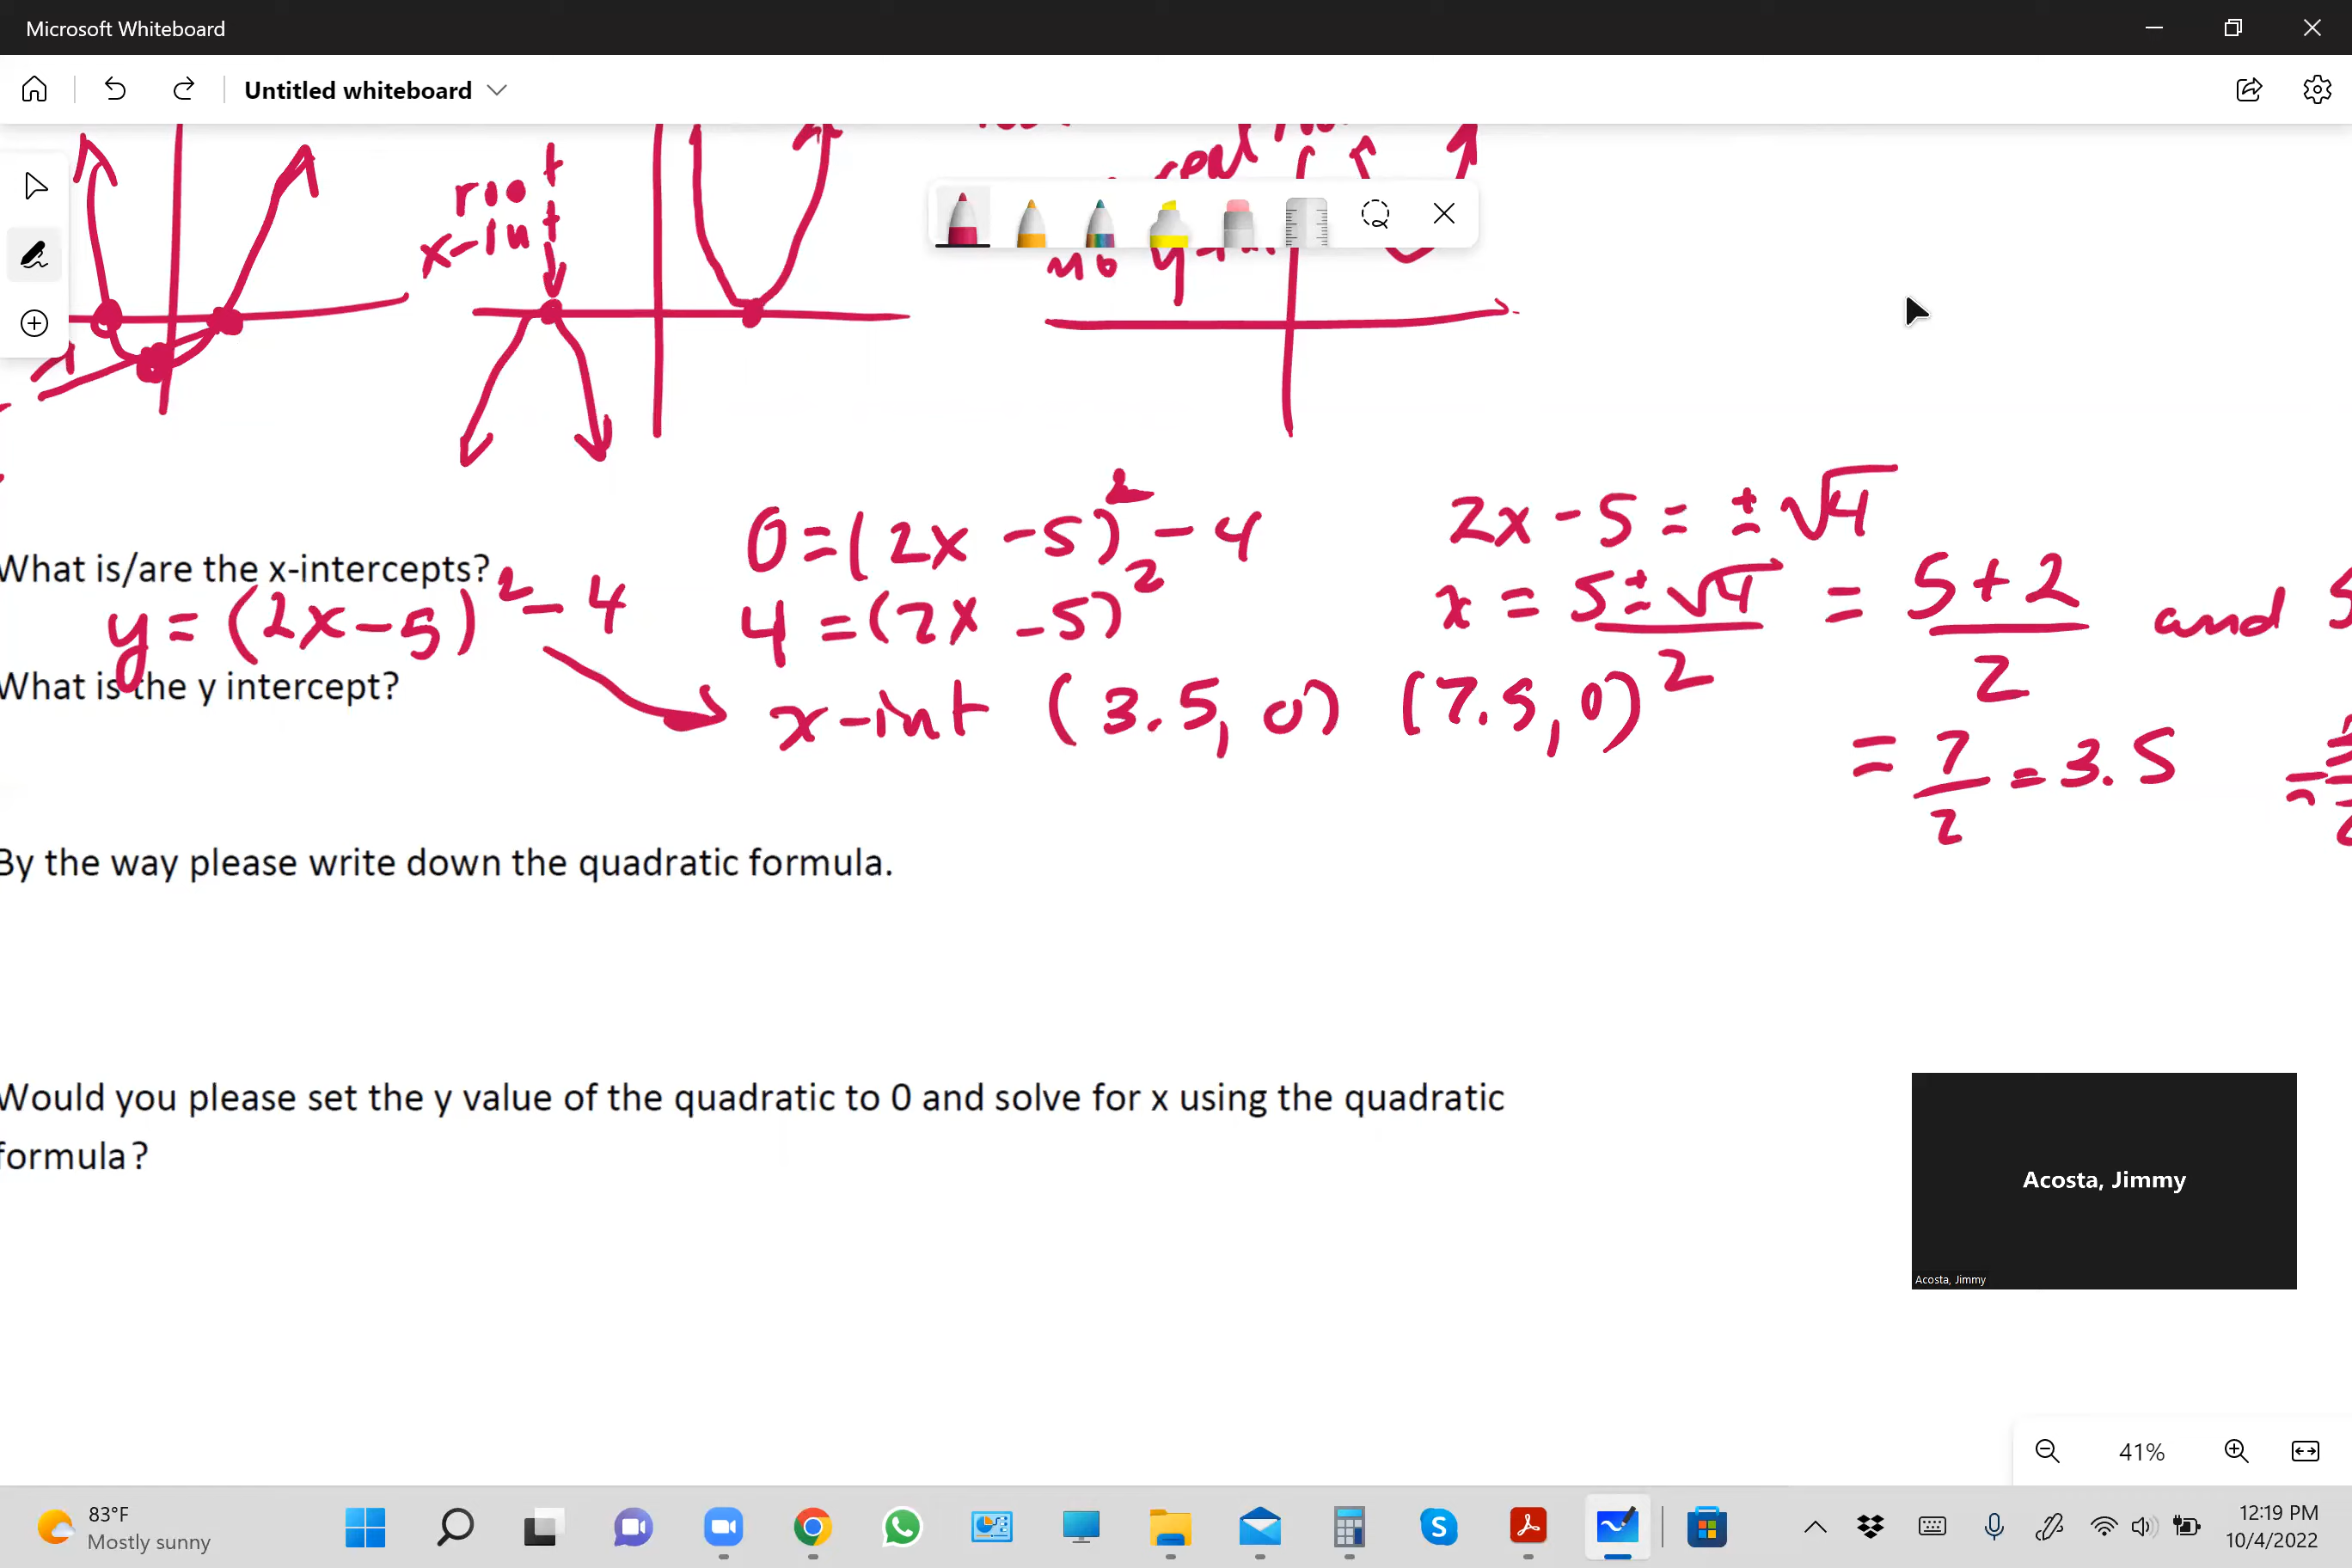 Microsoft Whiteboard
Untitled whiteboard
root
x-int
real
no y-
0 = (2x - 5)² - 4
2x - 5 = ± √4
What is/are the x-intercepts?
y = (2x - 5)² - 4
4 = (2x - 5)²
x = 5 ± √4 / 2 = 5 + 2 / 2 and 5
What is the y intercept?
x-int (3.5, 0) (7.5, 0)
= 7/2 = 3.5 =
By the way please write down the quadratic formula.
Would you please set the y value of the quadratic to 0 and solve for x using the quadratic
formula?
Acosta, Jimmy
Acosta, Jimmy
41%
83°F
Mostly sunny
12:19 PM
10/4/2022